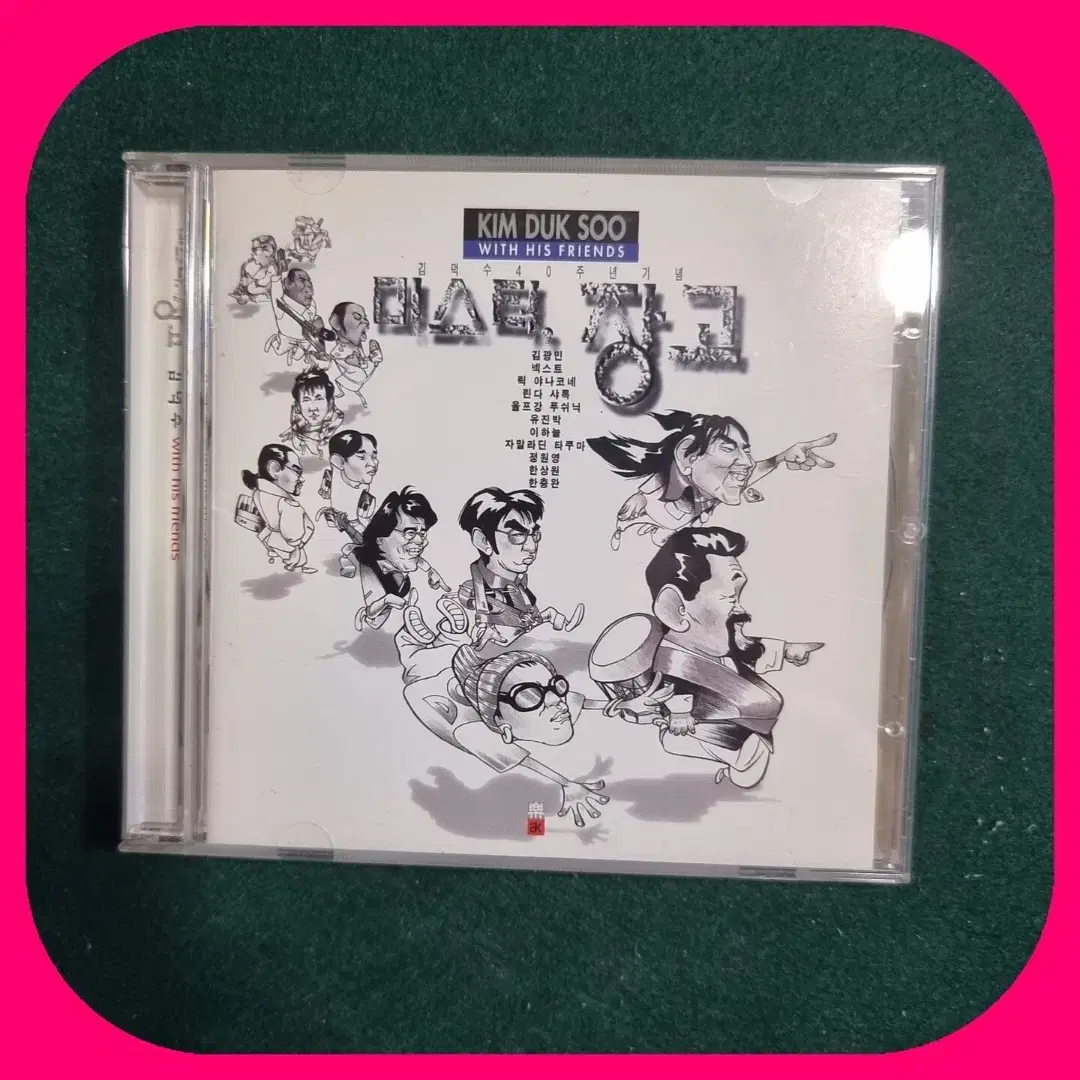 KIM DUK SOO
WITH HIS FRIENDS
김덕수40주년기념
미스터 장고
김광민
넥스트
릭 야나코네
린다 샤록
울프강 푸쉬닉
유진박
이하늘
자말라딘 타쿠마
정원영
한상원
한충완
장고 김덕수 with his friends